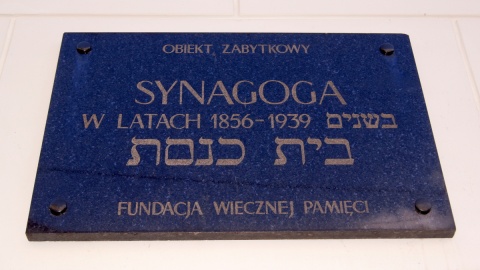 OBIEKT ZABYTKOWY
SYNAGOGA
W LATACH 1856-1939 בשנים
בית כנסת
FUNDACJA WIECZNEJ PAMIĘCI